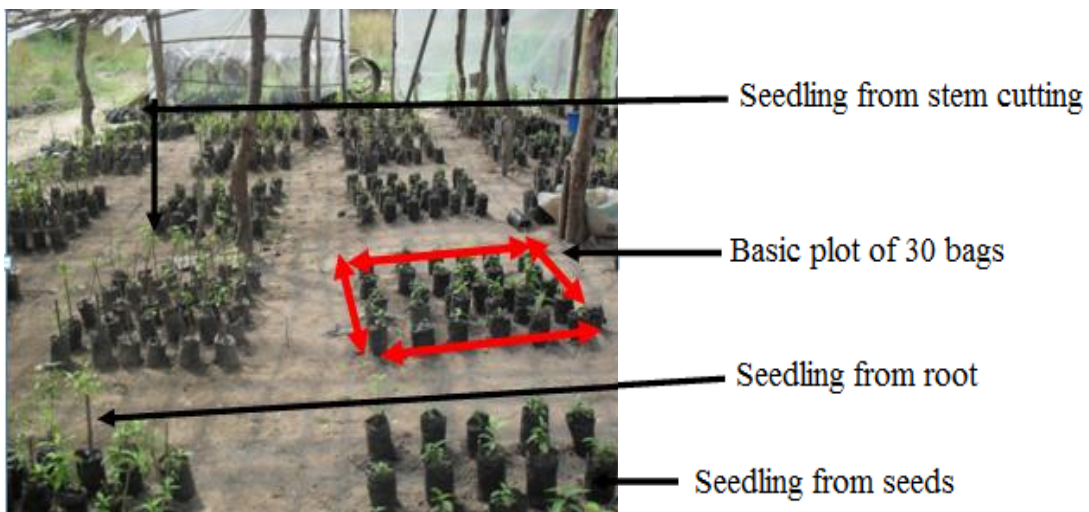 Seedling from stem cutting
Basic plot of 30 bags
Seedling from root
Seedling from seeds